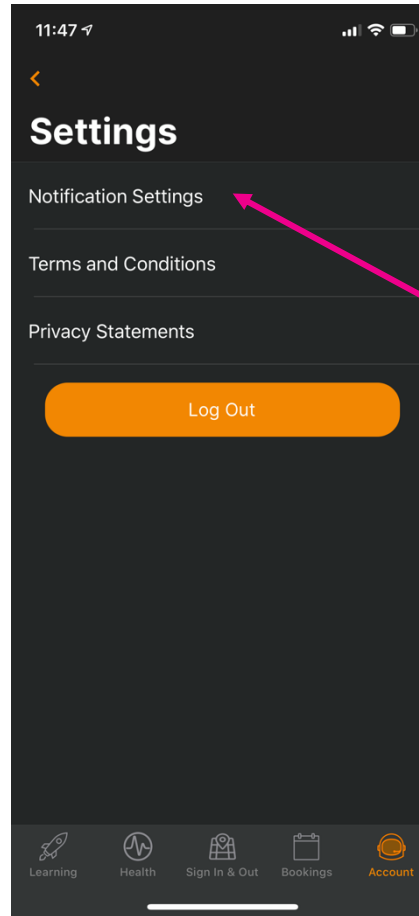 11:47
Settings
Notification Settings
Terms and Conditions
Privacy Statements
Log Out
Learning Health Sign In & Out Bookings Account